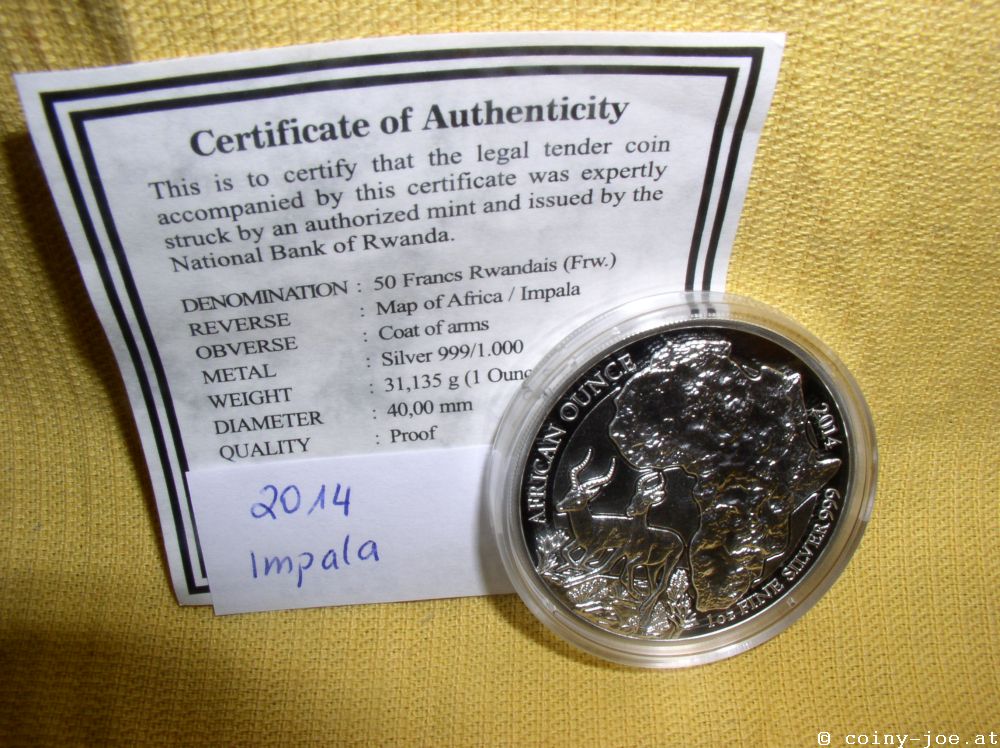 Certificate of Authenticity
This is to certify that the legal tender coin
accompanied by this certificate was expertly
struck by an authorized mint and issued by the
National Bank of Rwanda.
DENOMINATION : 50 Francs Rwandais (Frw.)
REVERSE : Map of Africa / Impala
OBVERSE : Coat of arms
METAL : Silver 999/1.000
WEIGHT : 31,135 g (1 Ounc
DIAMETER : 40,00 mm
QUALITY : Proof
2014
Impala
AFRICAN OUNCE
2014
1oz FINE SILVER 999
© coiny-joe.at